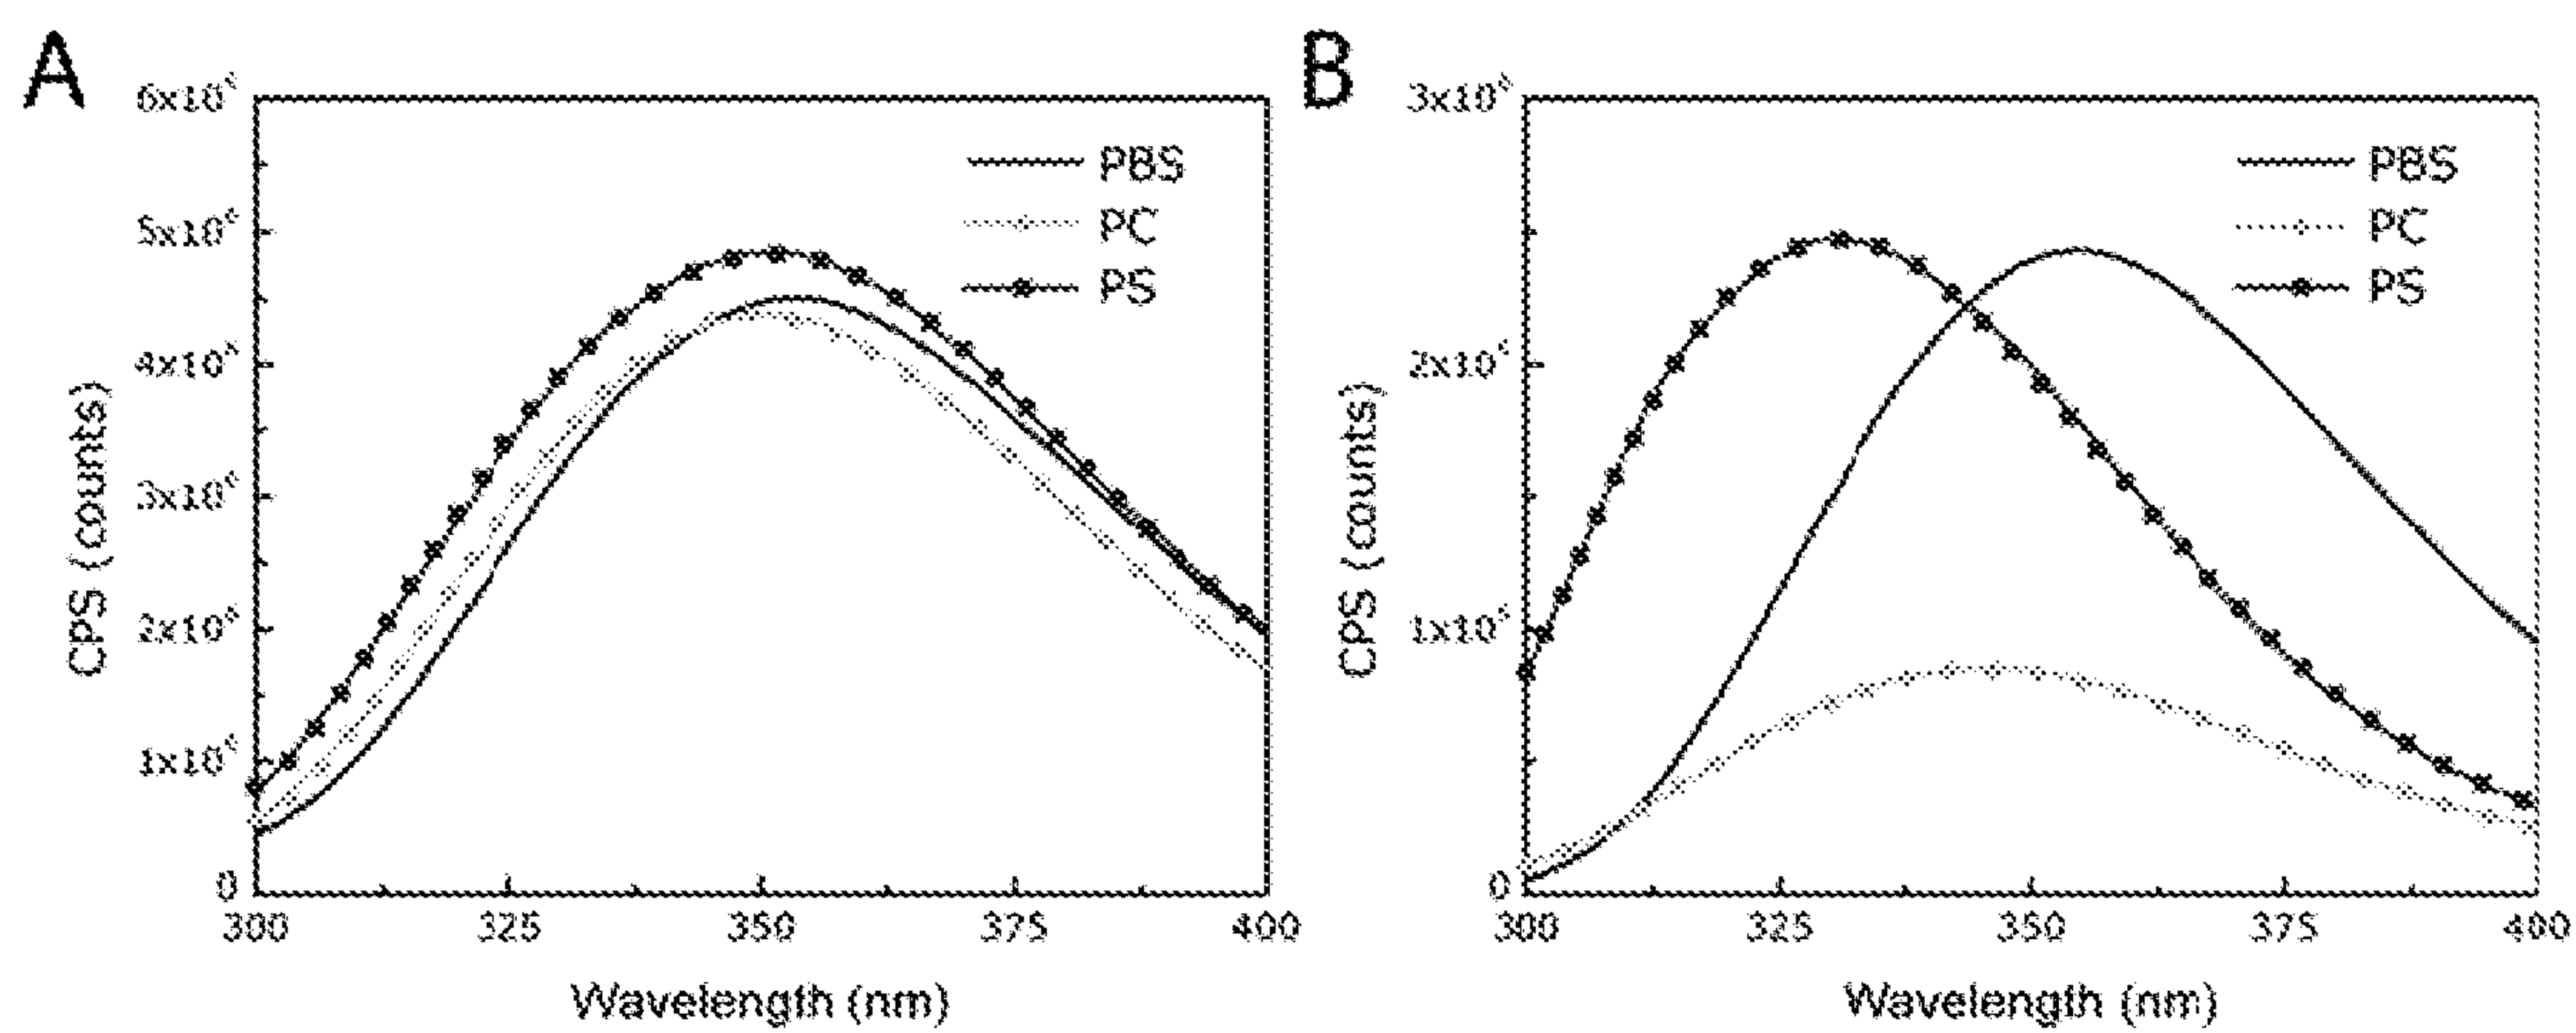 A
6x10⁶
5x10⁶
4x10⁶
3x10⁶
2x10⁶
1x10⁶
0
CPS (counts)
PBS
PC
PS
300 325 350 375 400
Wavelength (nm)
B
3x10⁶
2x10⁶
1x10⁶
0
CPS (counts)
PBS
PC
PS
300 325 350 375 400
Wavelength (nm)